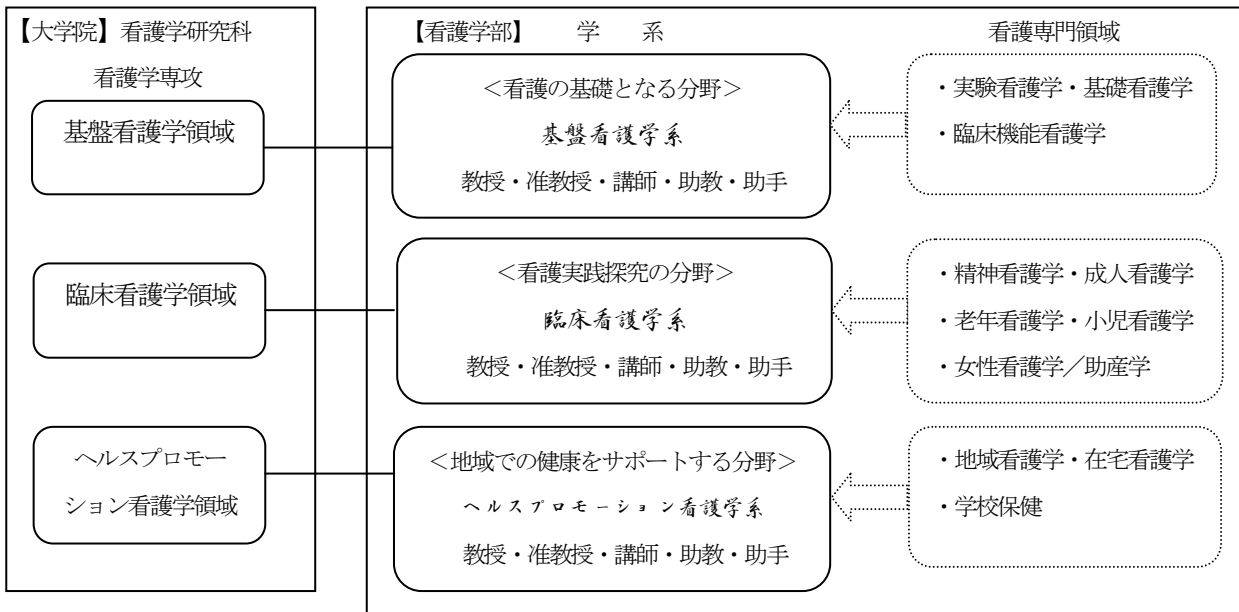 【大学院】看護学研究科
看護学専攻
基盤看護学領域
臨床看護学領域
ヘルスプロモー
ション看護学領域
【看護学部】　学　系
＜看護の基礎となる分野＞
基盤看護学系
教授・准教授・講師・助教・助手
＜看護実践探究の分野＞
臨床看護学系
教授・准教授・講師・助教・助手
＜地域での健康をサポートする分野＞
ヘルスプロモーション看護学系
教授・准教授・講師・助教・助手
看護専門領域
・実験看護学・基礎看護学
・臨床機能看護学
・精神看護学・成人看護学
・老年看護学・小児看護学
・女性看護学／助産学
・地域看護学・在宅看護学
・学校保健